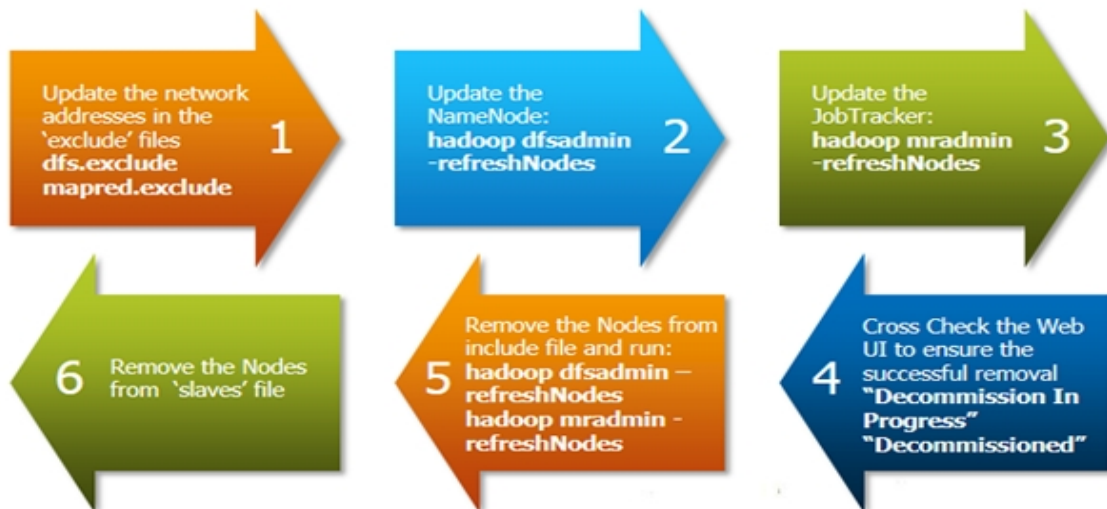 Update the network
addresses in the
'exclude' files
dfs.exclude
mapred.exclude
1
Update the
NameNode:
hadoop dfsadmin
-refreshNodes
2
Update the
JobTracker:
hadoop mradmin
-refreshNodes
3
Cross Check the Web
UI to ensure the
successful removal
"Decommission In
Progress"
"Decommissioned"
4
Remove the Nodes from
include file and run:
hadoop dfsadmin –
refreshNodes
hadoop mradmin -
refreshNodes
5
Remove the Nodes
from 'slaves' file
6